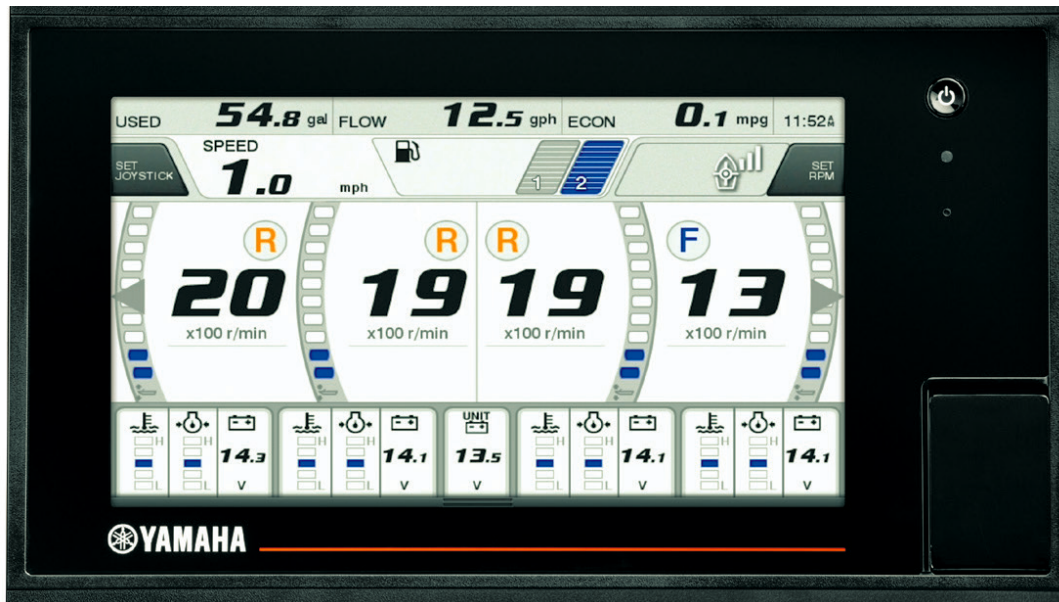 USED 54.8 gal FLOW 12.5 gph ECON 0.1 mpg 11:52A
SET JOYSTICK
SPEED
1.0 mph
1 2
SET RPM
R R R F
20 19 19 13
x100 r/min x100 r/min x100 r/min x100 r/min
UNIT
H H H H
14.3 14.1 13.5 14.1 14.1
L V L V V L V L V
YAMAHA